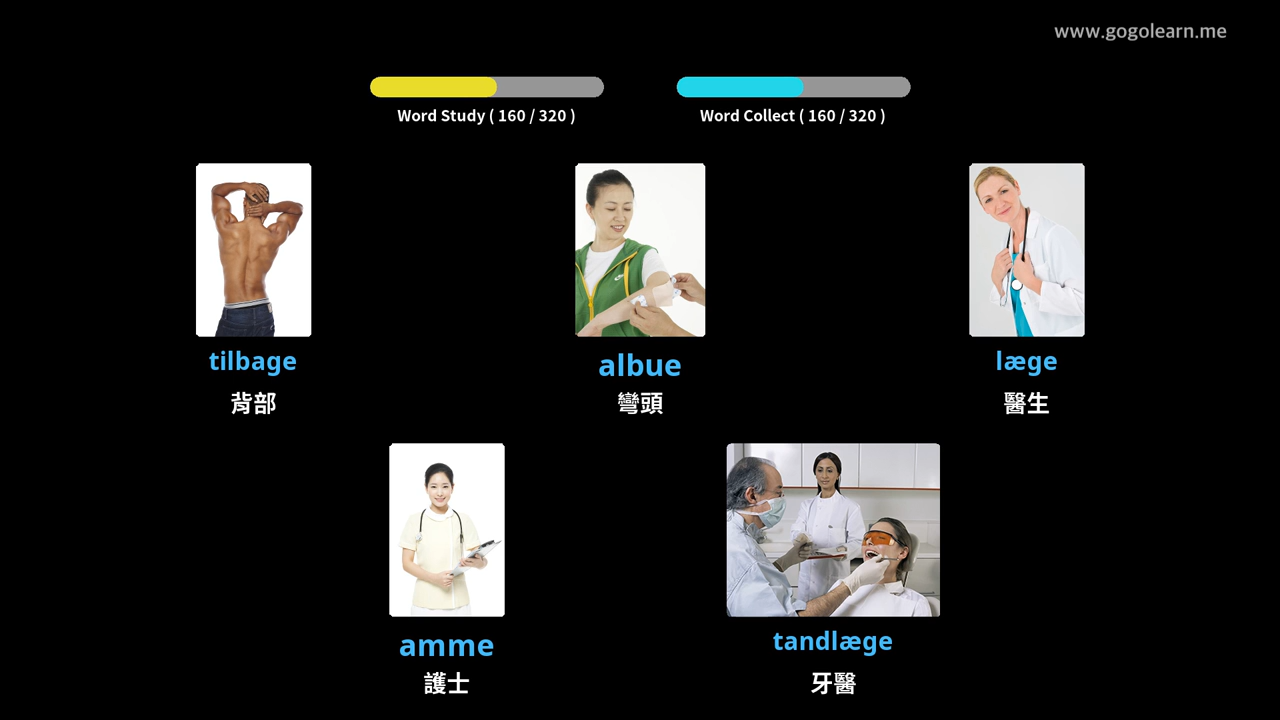 www.gogolearn.me
Word Study ( 160 / 320 )
Word Collect ( 160 / 320 )
tilbage
albue
læge
背部
彎頭
醫生
amme
tandlæge
護士
牙醫